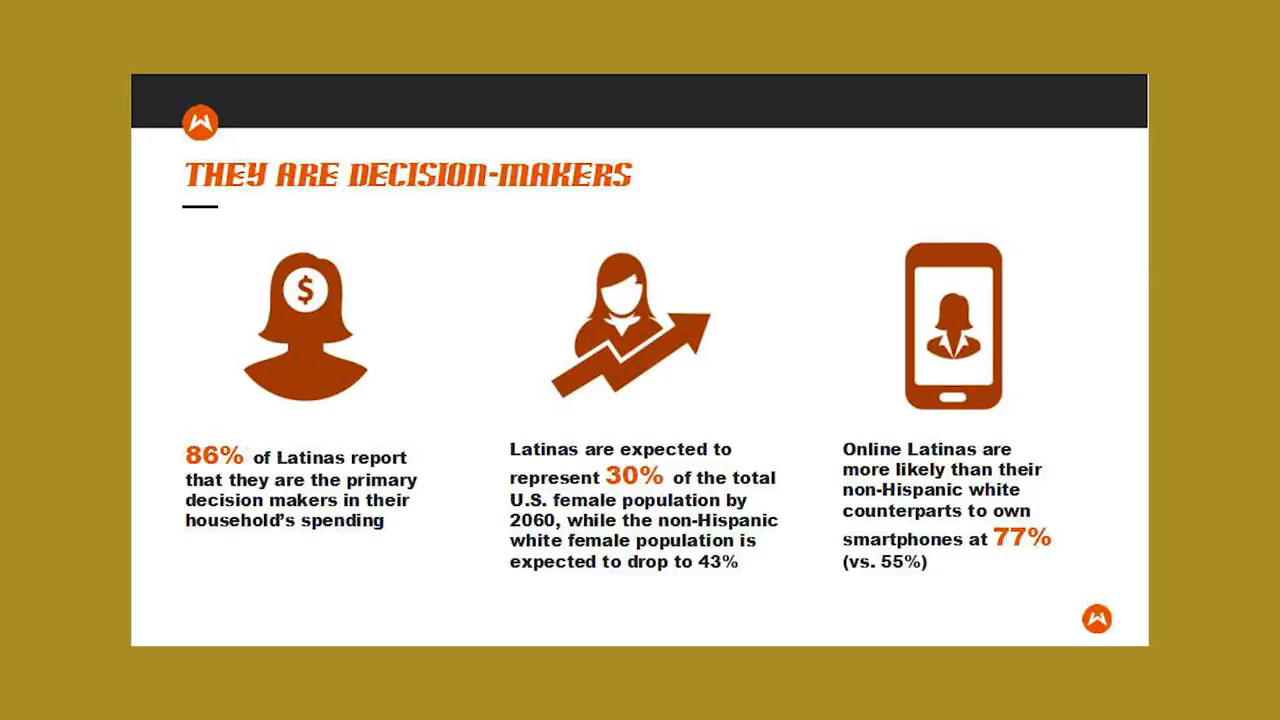 THEY ARE DECISION-MAKERS
$
86% of Latinas report
that they are the primary
decision makers in their
household's spending
Latinas are expected to
represent 30% of the total
U.S. female population by
2060, while the non-Hispanic
white female population is
expected to drop to 43%
Online Latinas are
more likely than their
non-Hispanic white
counterparts to own
smartphones at 77%
(vs. 55%)